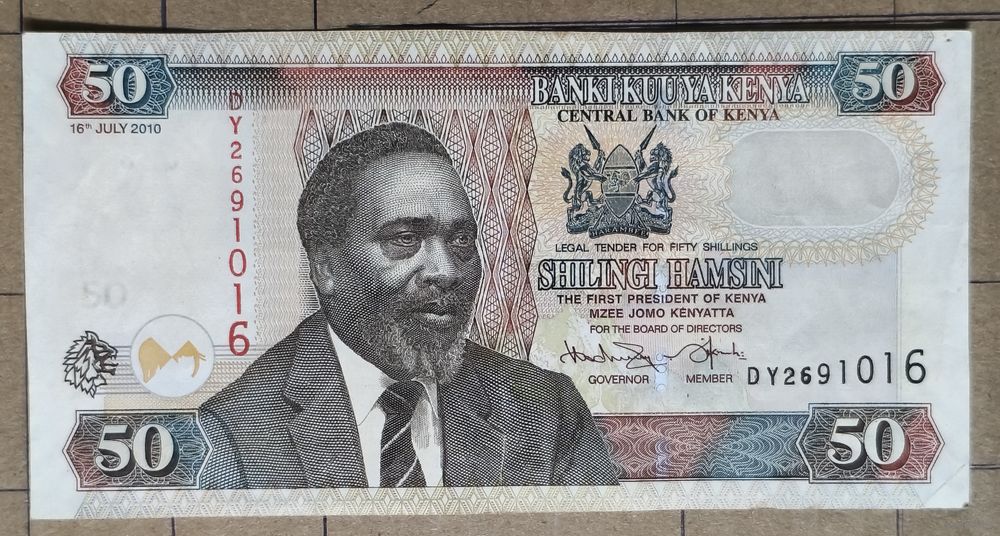 50
BANKI KUU YA KENYA
50
CENTRAL BANK OF KENYA
16th JULY 2010
DY2691016
HARAMBEE
LEGAL TENDER FOR FIFTY SHILLINGS
SHILINGI HAMSINI
THE FIRST PRESIDENT OF KENYA
MZEE JOMO KENYATTA
FOR THE BOARD OF DIRECTORS
50
GOVERNOR MEMBER DY2691016
50
50